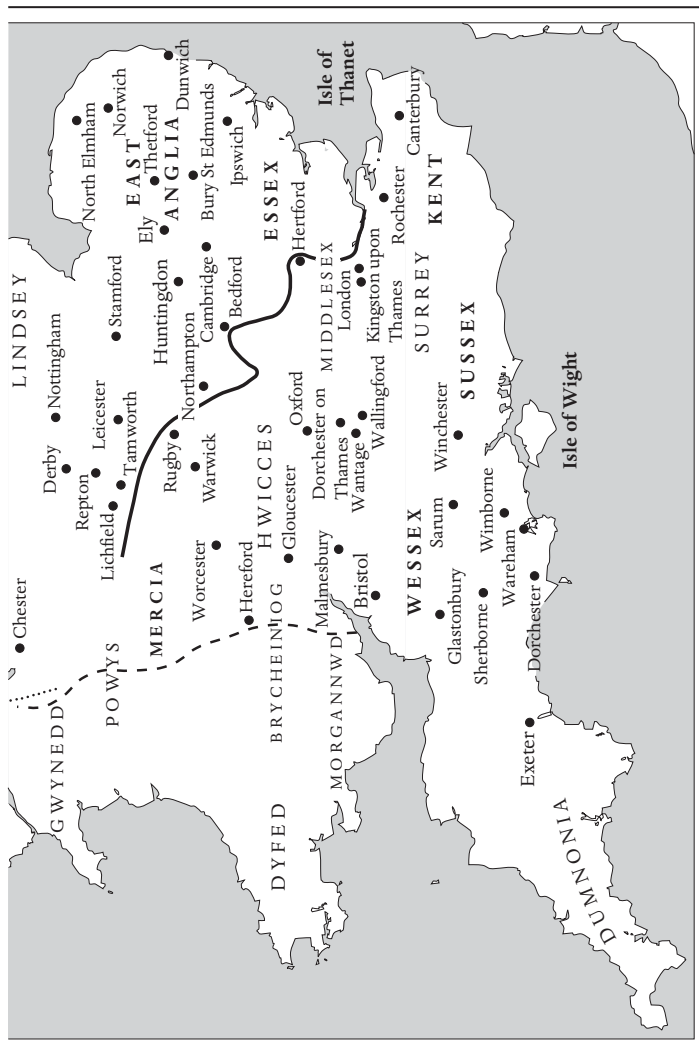 LINDSEY
Chester
Nottingham
Derby
Stamford
Leicester
Repton
Tamworth
Lichfield
North Elmham
Norwich
EAST
Thetford
ANGLIA
Dunwich
Ely
Bury St Edmunds
Ipswich
Huntingdon
Cambridge
Bedford
Northampton
Rugby
Warwick
GWYNEDD
POWYS
MERCIA
Worcester
Hereford
HWICCES
Gloucester
BRYCHEINIOG
DYFED
MORGANNWD
ESSEX
Hertford
Isle of
Thanet
MIDDLESEX
London
Kingston upon
Thames
Oxford
Dorchester on
Thames
Wantage
Wallingford
Malmesbury
Bristol
Rochester
Canterbury
KENT
SURREY
SUSSEX
WESSEX
Winchester
Sarum
Glastonbury
Sherborne
Wimborne
Wareham
Dorchester
Isle of Wight
Exeter
DUMNONIA